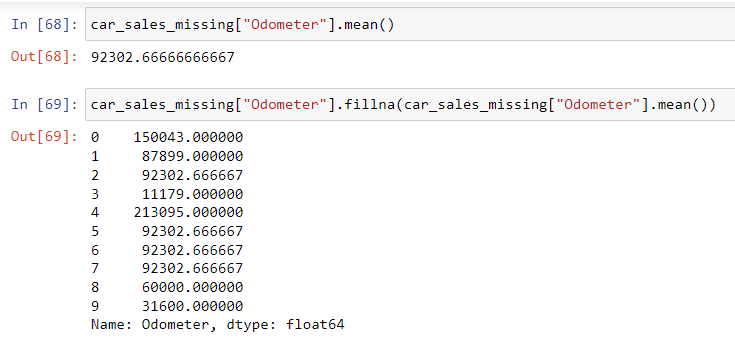 In [68]: car_sales_missing["Odometer"].mean()
Out[68]: 92302.66666666667
In [69]: car_sales_missing["Odometer"].fillna(car_sales_missing["Odometer"].mean())
Out[69]: 0    150043.000000
1     87899.000000
2     92302.666667
3     11179.000000
4    213095.000000
5     92302.666667
6     92302.666667
7     92302.666667
8     60000.000000
9     31600.000000
Name: Odometer, dtype: float64